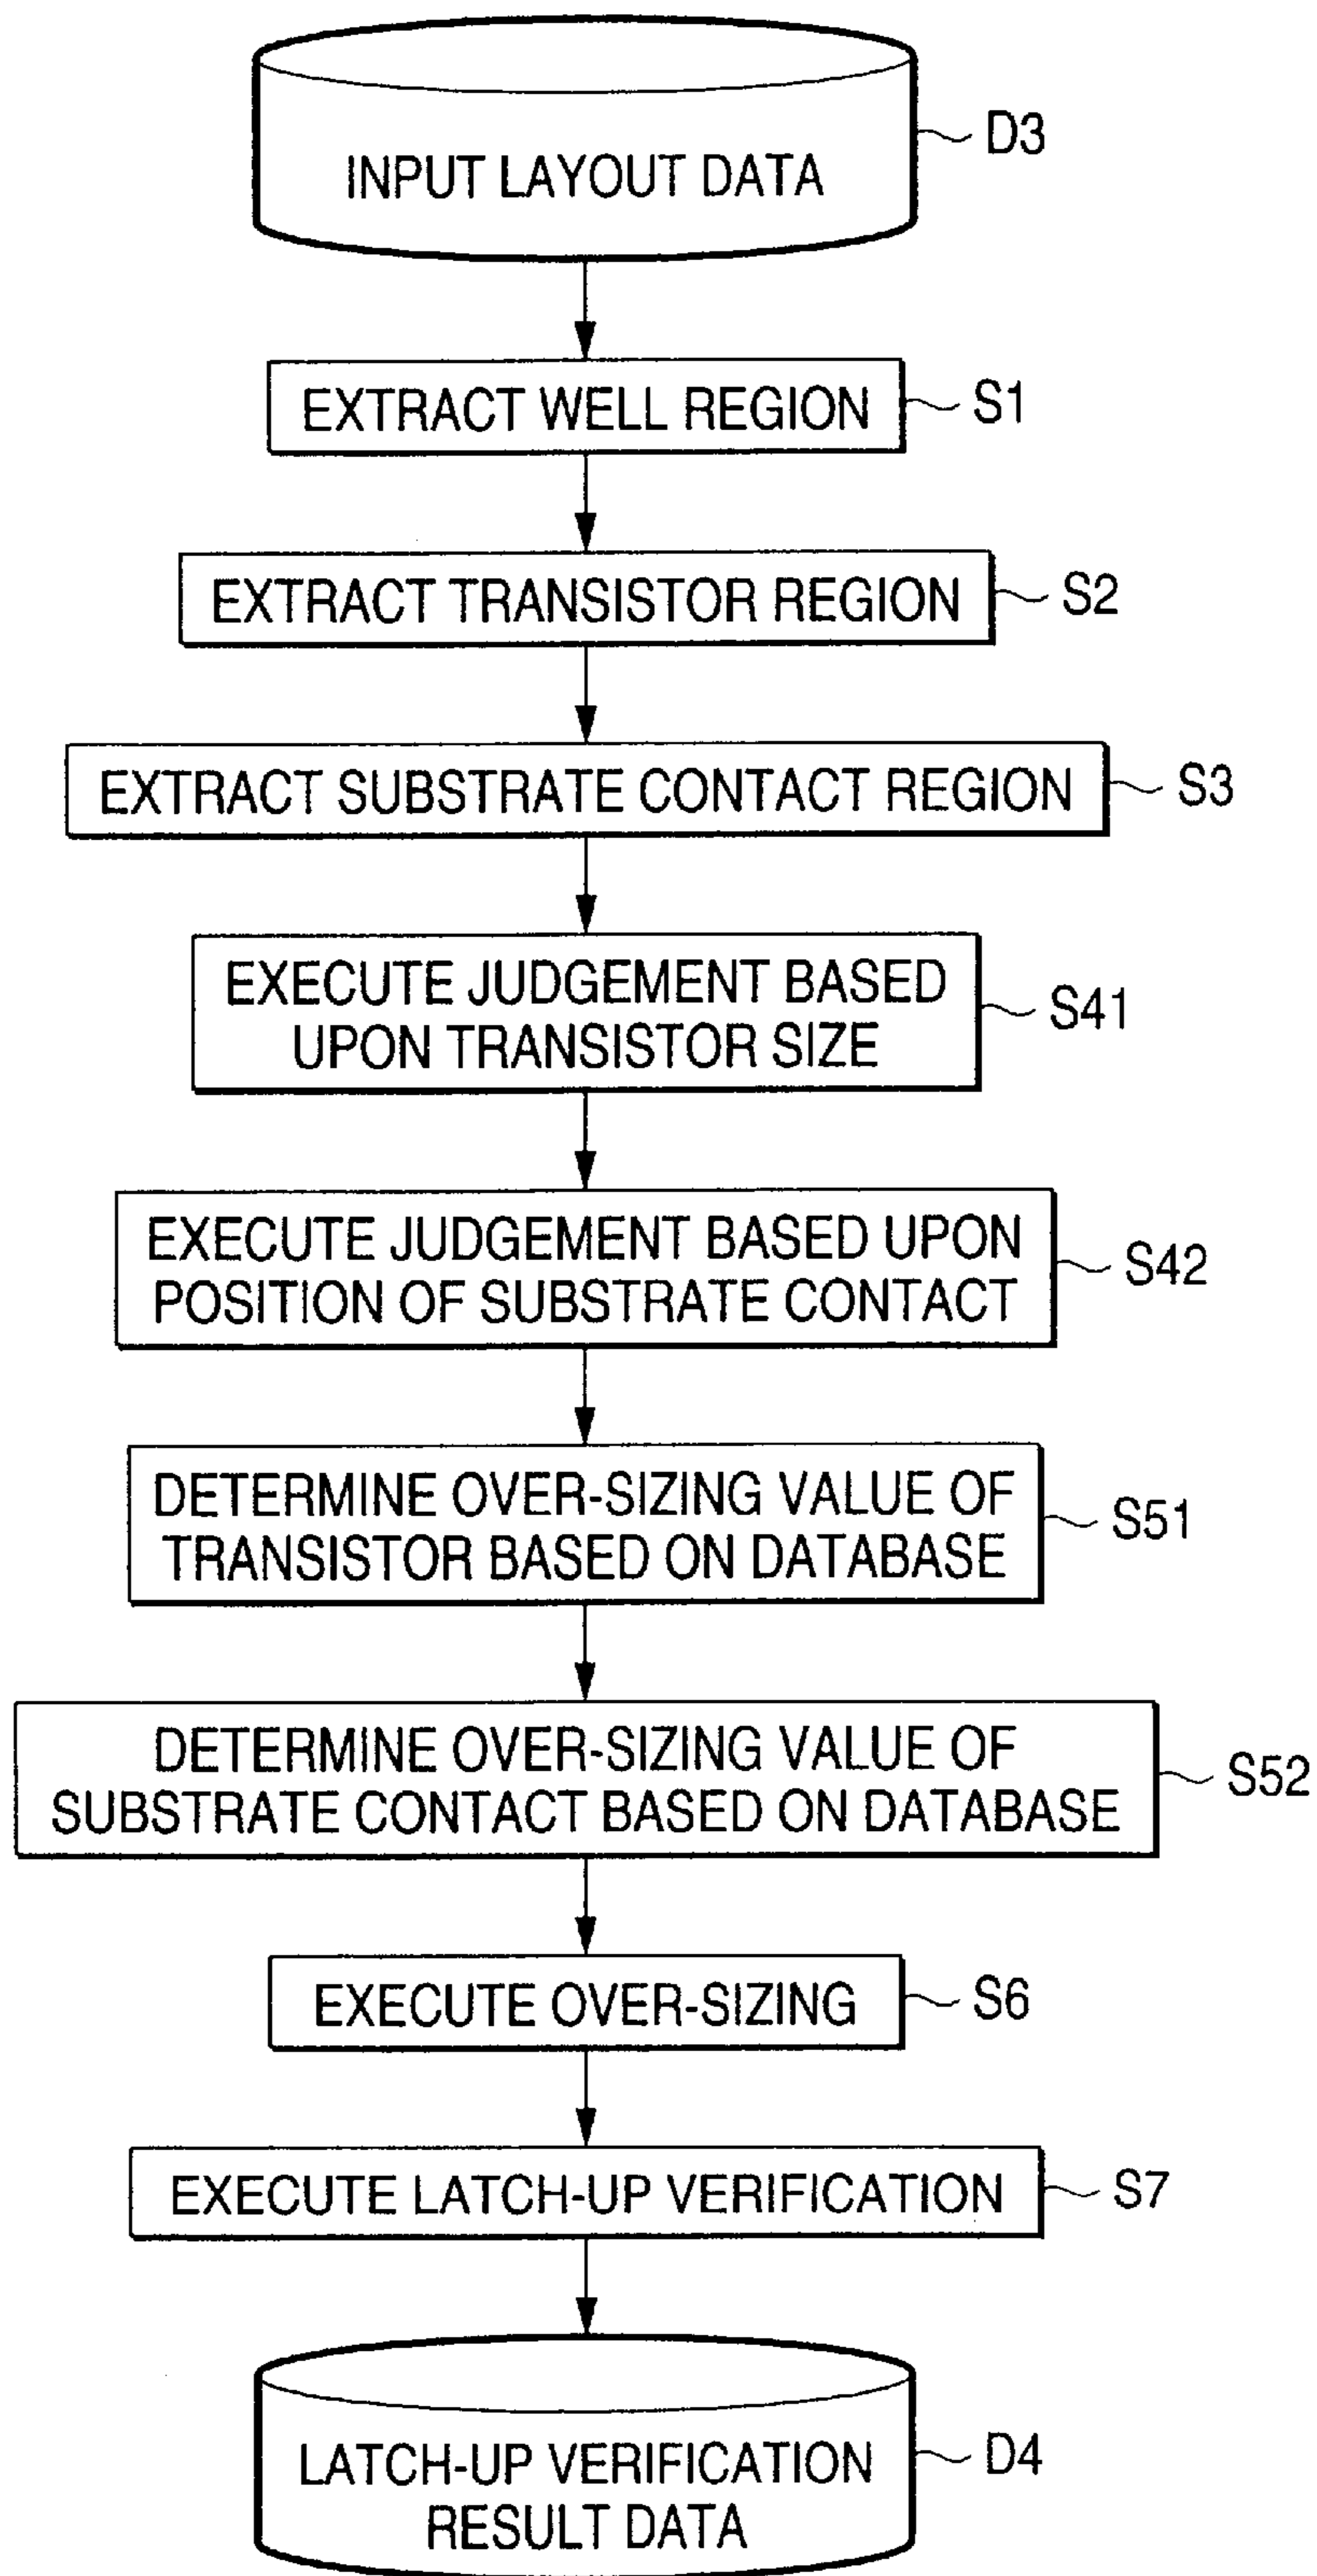 INPUT LAYOUT DATA
D3
EXTRACT WELL REGION
S1
EXTRACT TRANSISTOR REGION
S2
EXTRACT SUBSTRATE CONTACT REGION
S3
EXECUTE JUDGEMENT BASED
UPON TRANSISTOR SIZE
S41
EXECUTE JUDGEMENT BASED UPON
POSITION OF SUBSTRATE CONTACT
S42
DETERMINE OVER-SIZING VALUE OF
TRANSISTOR BASED ON DATABASE
S51
DETERMINE OVER-SIZING VALUE OF
SUBSTRATE CONTACT BASED ON DATABASE
S52
EXECUTE OVER-SIZING
S6
EXECUTE LATCH-UP VERIFICATION
S7
LATCH-UP VERIFICATION
RESULT DATA
D4